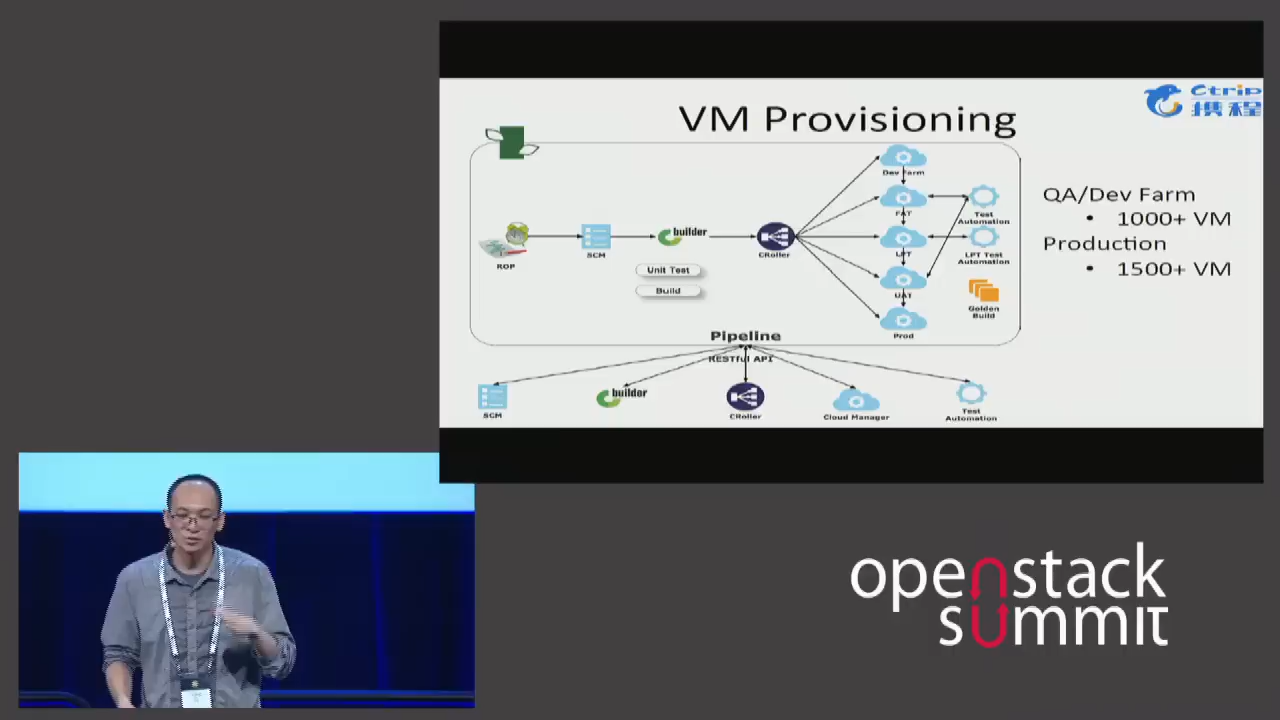 Ctrip
携程
VM Provisioning
Dev Farm
FAT
Test
Automation
LPT
LPT Test
Automation
UAT
Golden
Build
Prod
ROP
SCM
builder
Unit Test
Build
CRoller
Pipeline
RESTful API
SCM
builder
CRoller
Cloud Manager
Test
Automation
QA/Dev Farm
• 1000+ VM
Production
• 1500+ VM
openstack
summit